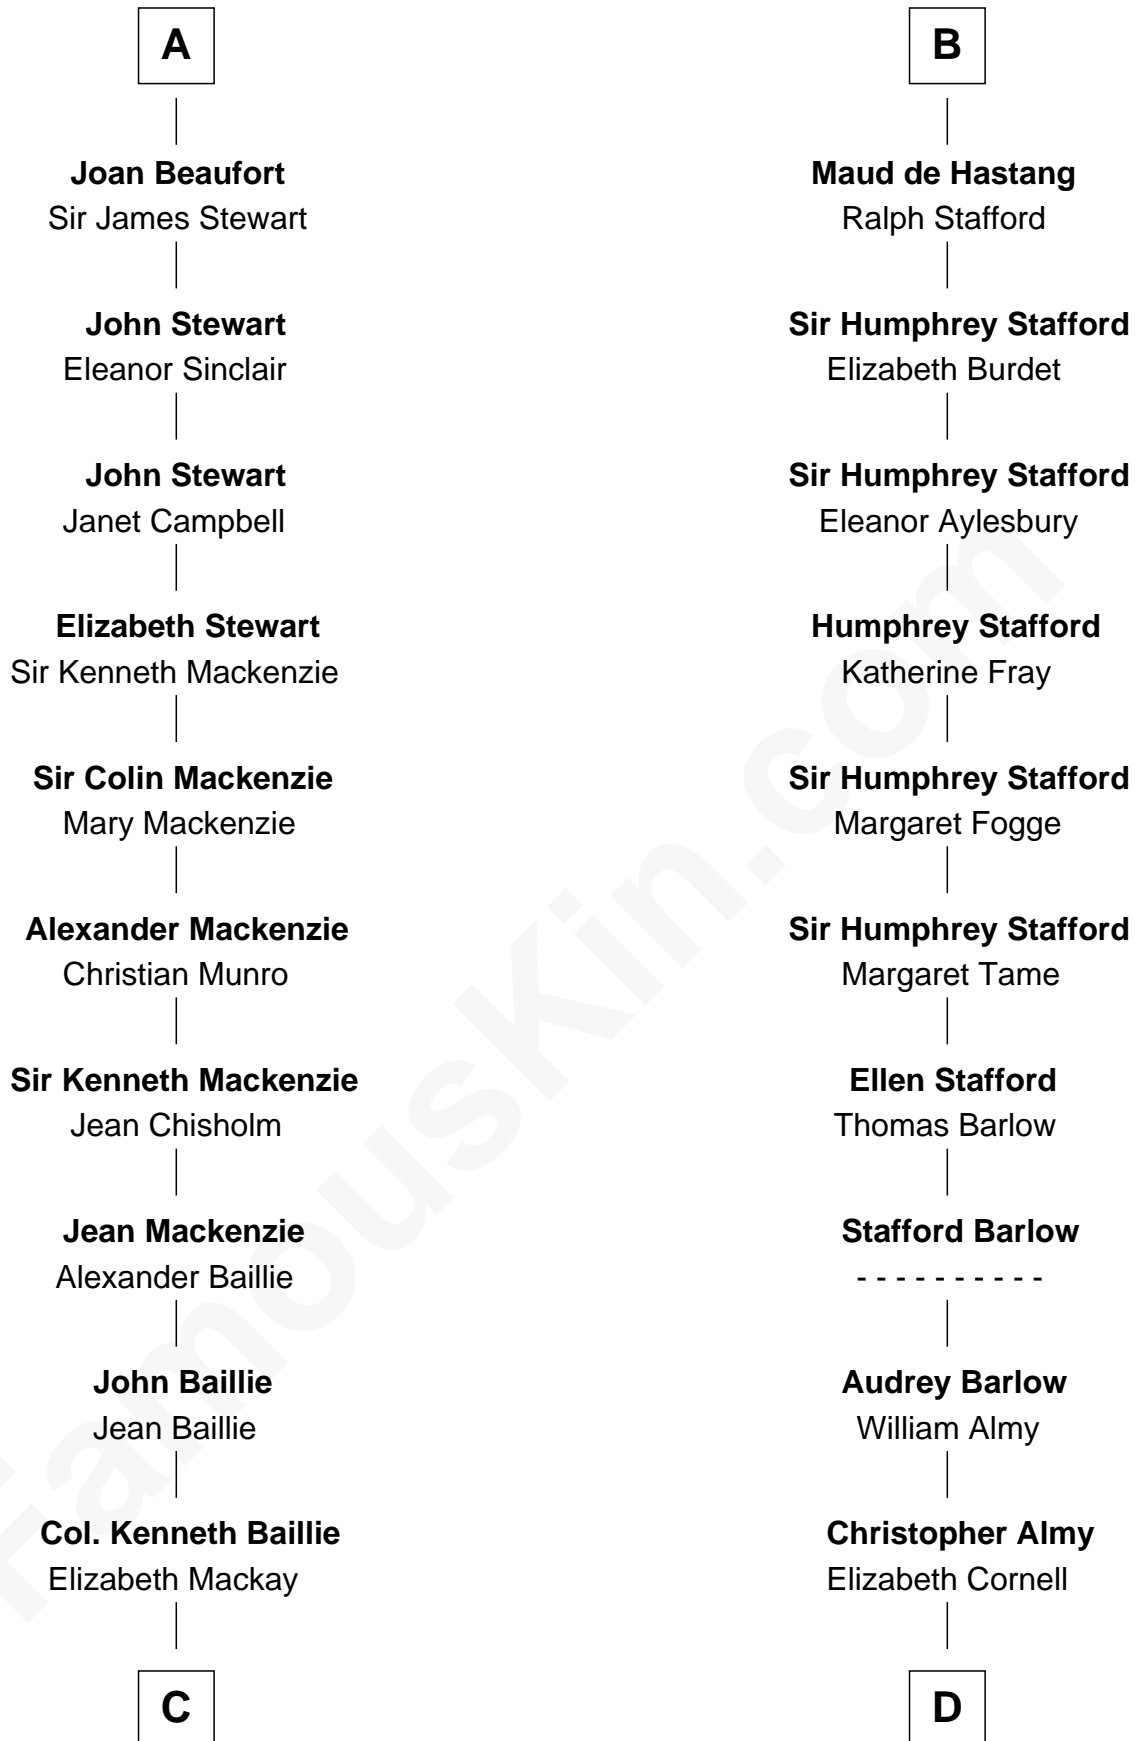 A
Joan Beaufort
Sir James Stewart
John Stewart
Eleanor Sinclair
John Stewart
Janet Campbell
Elizabeth Stewart
Sir Kenneth Mackenzie
Sir Colin Mackenzie
Mary Mackenzie
Alexander Mackenzie
Christian Munro
Sir Kenneth Mackenzie
Jean Chisholm
Jean Mackenzie
Alexander Baillie
John Baillie
Jean Baillie
Col. Kenneth Baillie
Elizabeth Mackay
C
B
Maud de Hastang
Ralph Stafford
Sir Humphrey Stafford
Elizabeth Burdet
Sir Humphrey Stafford
Eleanor Aylesbury
Humphrey Stafford
Katherine Fray
Sir Humphrey Stafford
Margaret Fogge
Sir Humphrey Stafford
Margaret Tame
Ellen Stafford
Thomas Barlow
Stafford Barlow
- - - - - - - - - -
Audrey Barlow
William Almy
Christopher Almy
Elizabeth Cornell
D
FamousKin.com